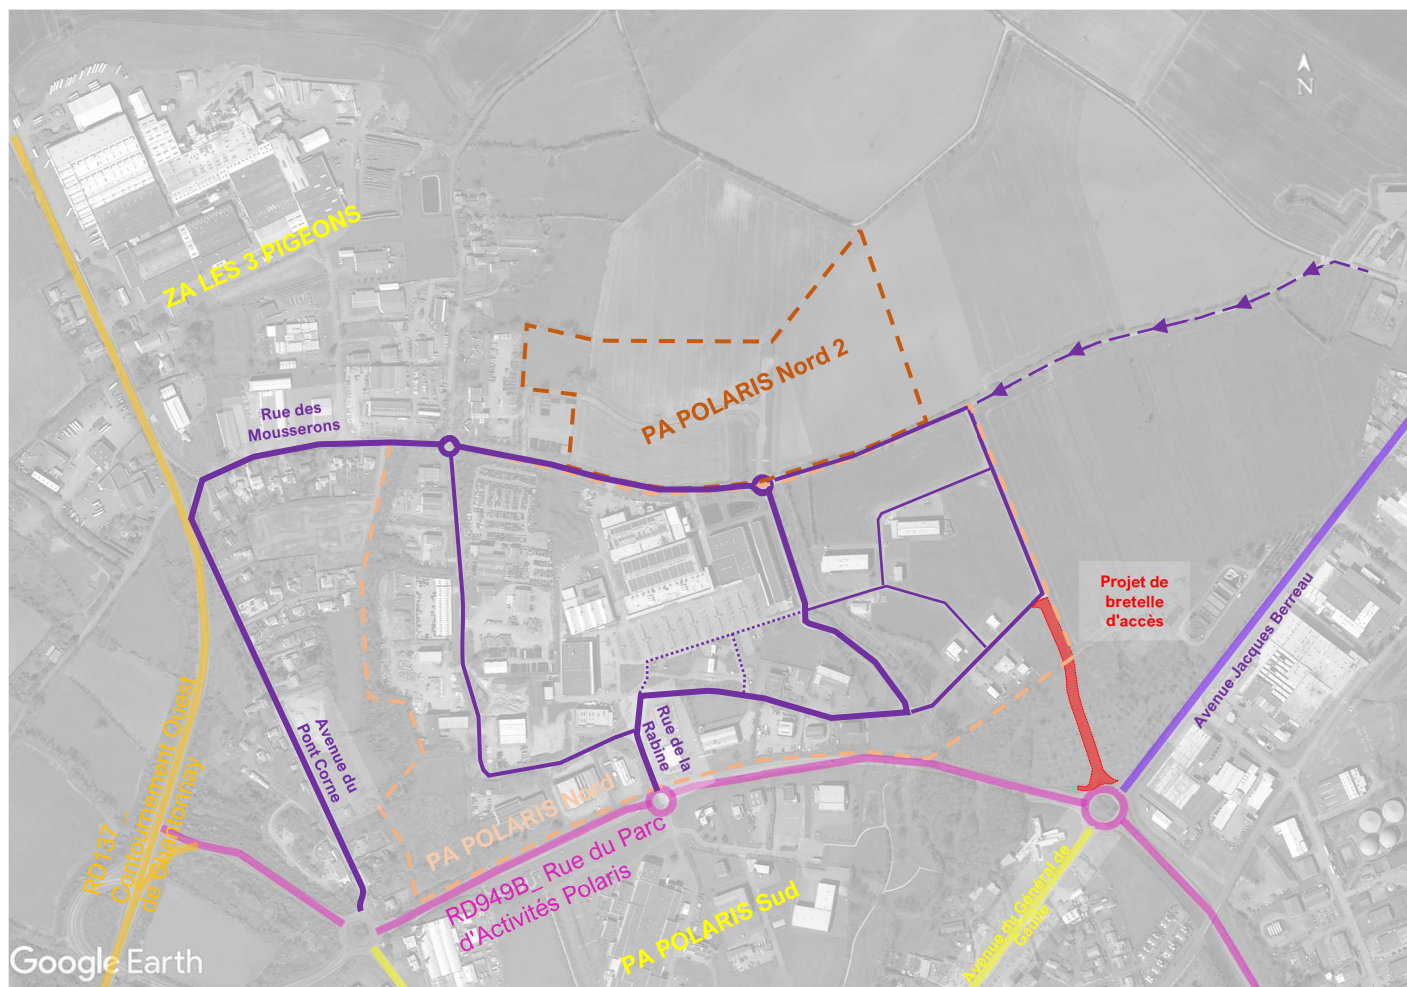 N
ZA LES 3 PIGEONS
PA POLARIS Nord 2
Rue des
Mousserons
Projet de
bretelle
d'accès
Avenue Jacques Berreau
Avenue du
Pont Corne
Rue de la
Rabine
RD137 -
Contournement Ouest
de Chantonnay
PA POLARIS Nord
RD949B_ Rue du Parc
d'Activités Polaris
PA POLARIS Sud
Avenue du Général de
Gaulle
Google Earth